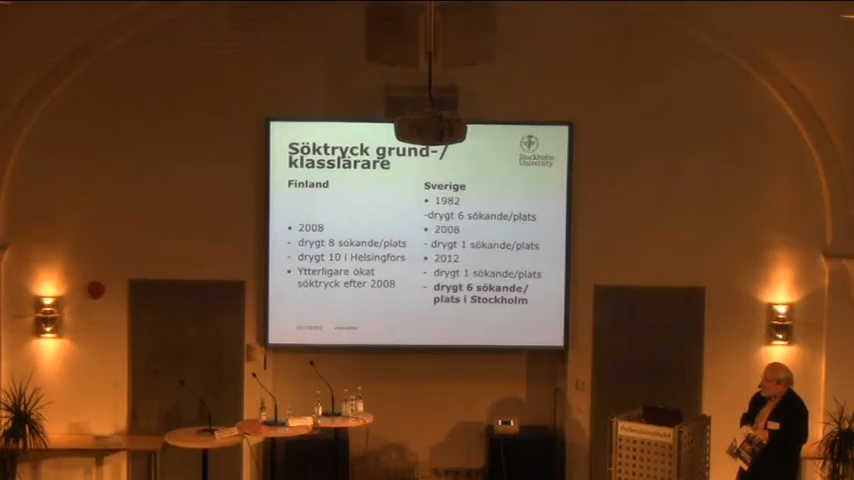 Söktryck grund-/
klasslärare
Stockholm
University
Finland
• 2008
- drygt 8 sökande/plats
- drygt 10 i Helsingfors
• Ytterligare ökat
söktryck efter 2008
Sverige
• 1982
-drygt 6 sökande/plats
• 2008
- drygt 1 sökande/plats
• 2012
- drygt 1 sökande/plats
- drygt 6 sökande/
plats i Stockholm